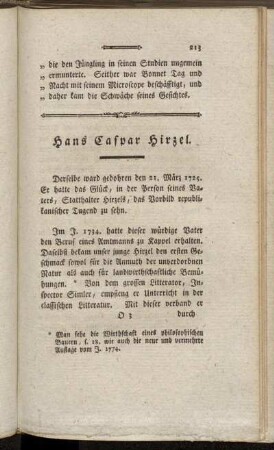 213
„ die den Jüngling in seinen Studien ungemein
„ ermunterte. Seither war Bonnet Tag und
„ Nacht mit seinem Microscope beschäfftigt; und
„ daher kam die Schwäche seines Gesichtes.
Hans Caspar Hirzel.
Derselbe ward gebohren den 21. März 1725.
Er hatte das Glück, in der Person seines Va-
ters, Statthalter Hirzels, das Vorbild republi-
kanischer Tugend zu sehn.
Im J. 1734. hatte dieser würdige Vater
den Beruf eines Amtmanns zu Kappel erhalten.
Daselbst bekam unser junge Hirzel den ersten Ge-
schmack sowol für die Anmuth der unverdorbnen
Natur als auch für landwirthschaftliche Bemü-
hungen. * Von dem grossen Litterator, In-
spector Simler, empfieng er Unterricht in der
classischen Litteratur. Mit dieser verband er
O 3 durch
* Man sehe die Wirthschaft eines philosophischen
Bauren, s. 18. wie auch die neue und vermehrte
Auflage vom J. 1774.